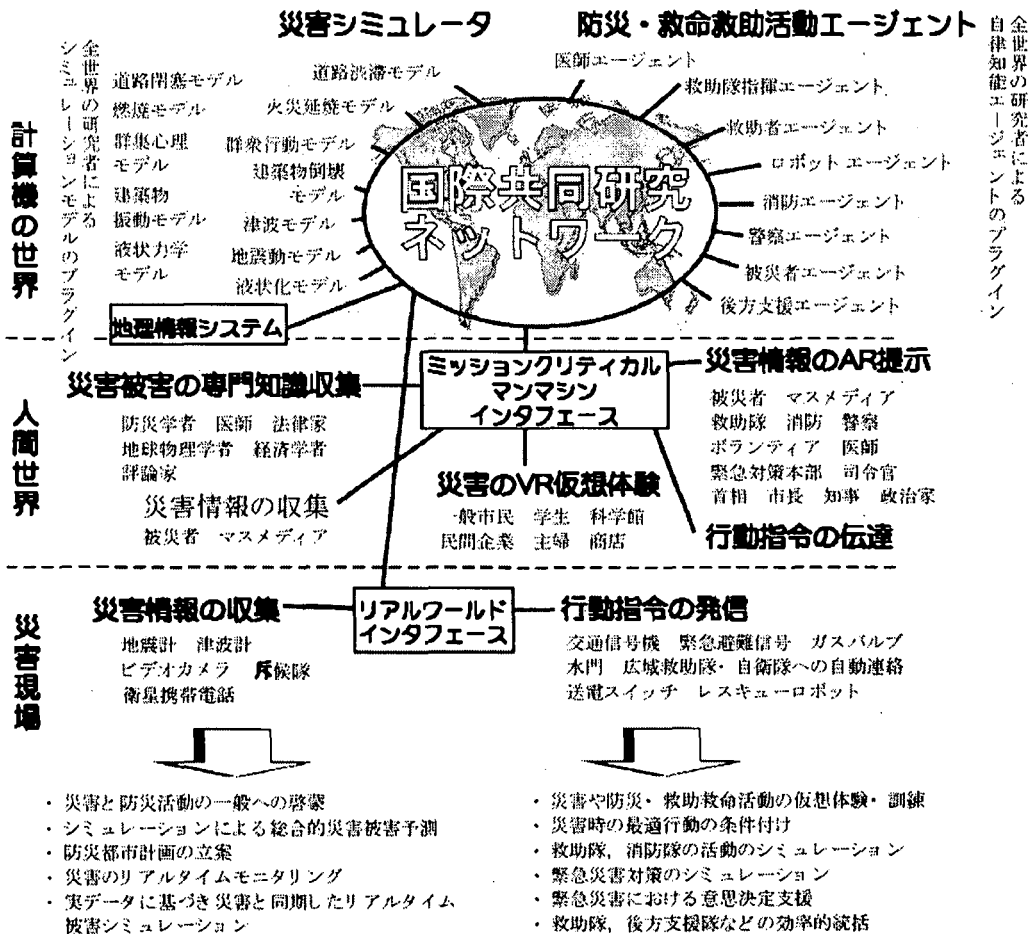 災害シミュレータ
防災・救命救助活動エージェント
全世界の研究者による
シミュレーションモデルのプラグイン
全世界の研究者による
自律知能エージェントのプラグイン
計算機の世界
道路閉塞モデル
燃焼モデル
群集心理
モデル
建築物
振動モデル
液状力学
モデル
道路渋滞モデル
火災延焼モデル
群衆行動モデル
建築物倒壊
モデル
津波モデル
地震動モデル
液状化モデル
地理情報システム
国際共同研究
ネットワーク
医師エージェント
救助隊指揮エージェント
救助者エージェント
ロボット エージェント
消防エージェント
警察エージェント
被災者エージェント
後方支援エージェント
人間世界
ミッションクリティカル
マンマシン
インタフェース
災害被害の専門知識収集
防災学者 医師 法律家
地球物理学者 経済学者
評論家
災害情報の収集
被災者 マスメディア
災害のVR仮想体験
一般市民 学生 科学館
民間企業 主婦 商店
災害情報のAR提示
被災者 マスメディア
救助隊 消防 警察
ボランティア 医師
緊急対策本部 司令官
首相 市長 知事 政治家
行動指令の伝達
災害現場
リアルワールド
インタフェース
災害情報の収集
地震計 津波計
ビデオカメラ 斥候隊
衛星携帯電話
行動指令の発信
交通信号機 緊急避難信号 ガスバルブ
水門 広域救助隊・自衛隊への自動連絡
送電スイッチ レスキューロボット
・ 災害と防災活動の一般への啓蒙
・ シミュレーションによる総合的災害被害予測
・ 防災都市計画の立案
・ 災害のリアルタイムモニタリング
・ 実データに基づき災害と同期したリアルタイム
被害シミュレーション
・ 災害や防災・救助救命活動の仮想体験・訓練
・ 災害時の最適行動の条件付け
・ 救助隊，消防隊の活動のシミュレーション
・ 緊急災害対策のシミュレーション
・ 緊急災害における意思決定支援
・ 救助隊，後方支援隊などの効率的統括